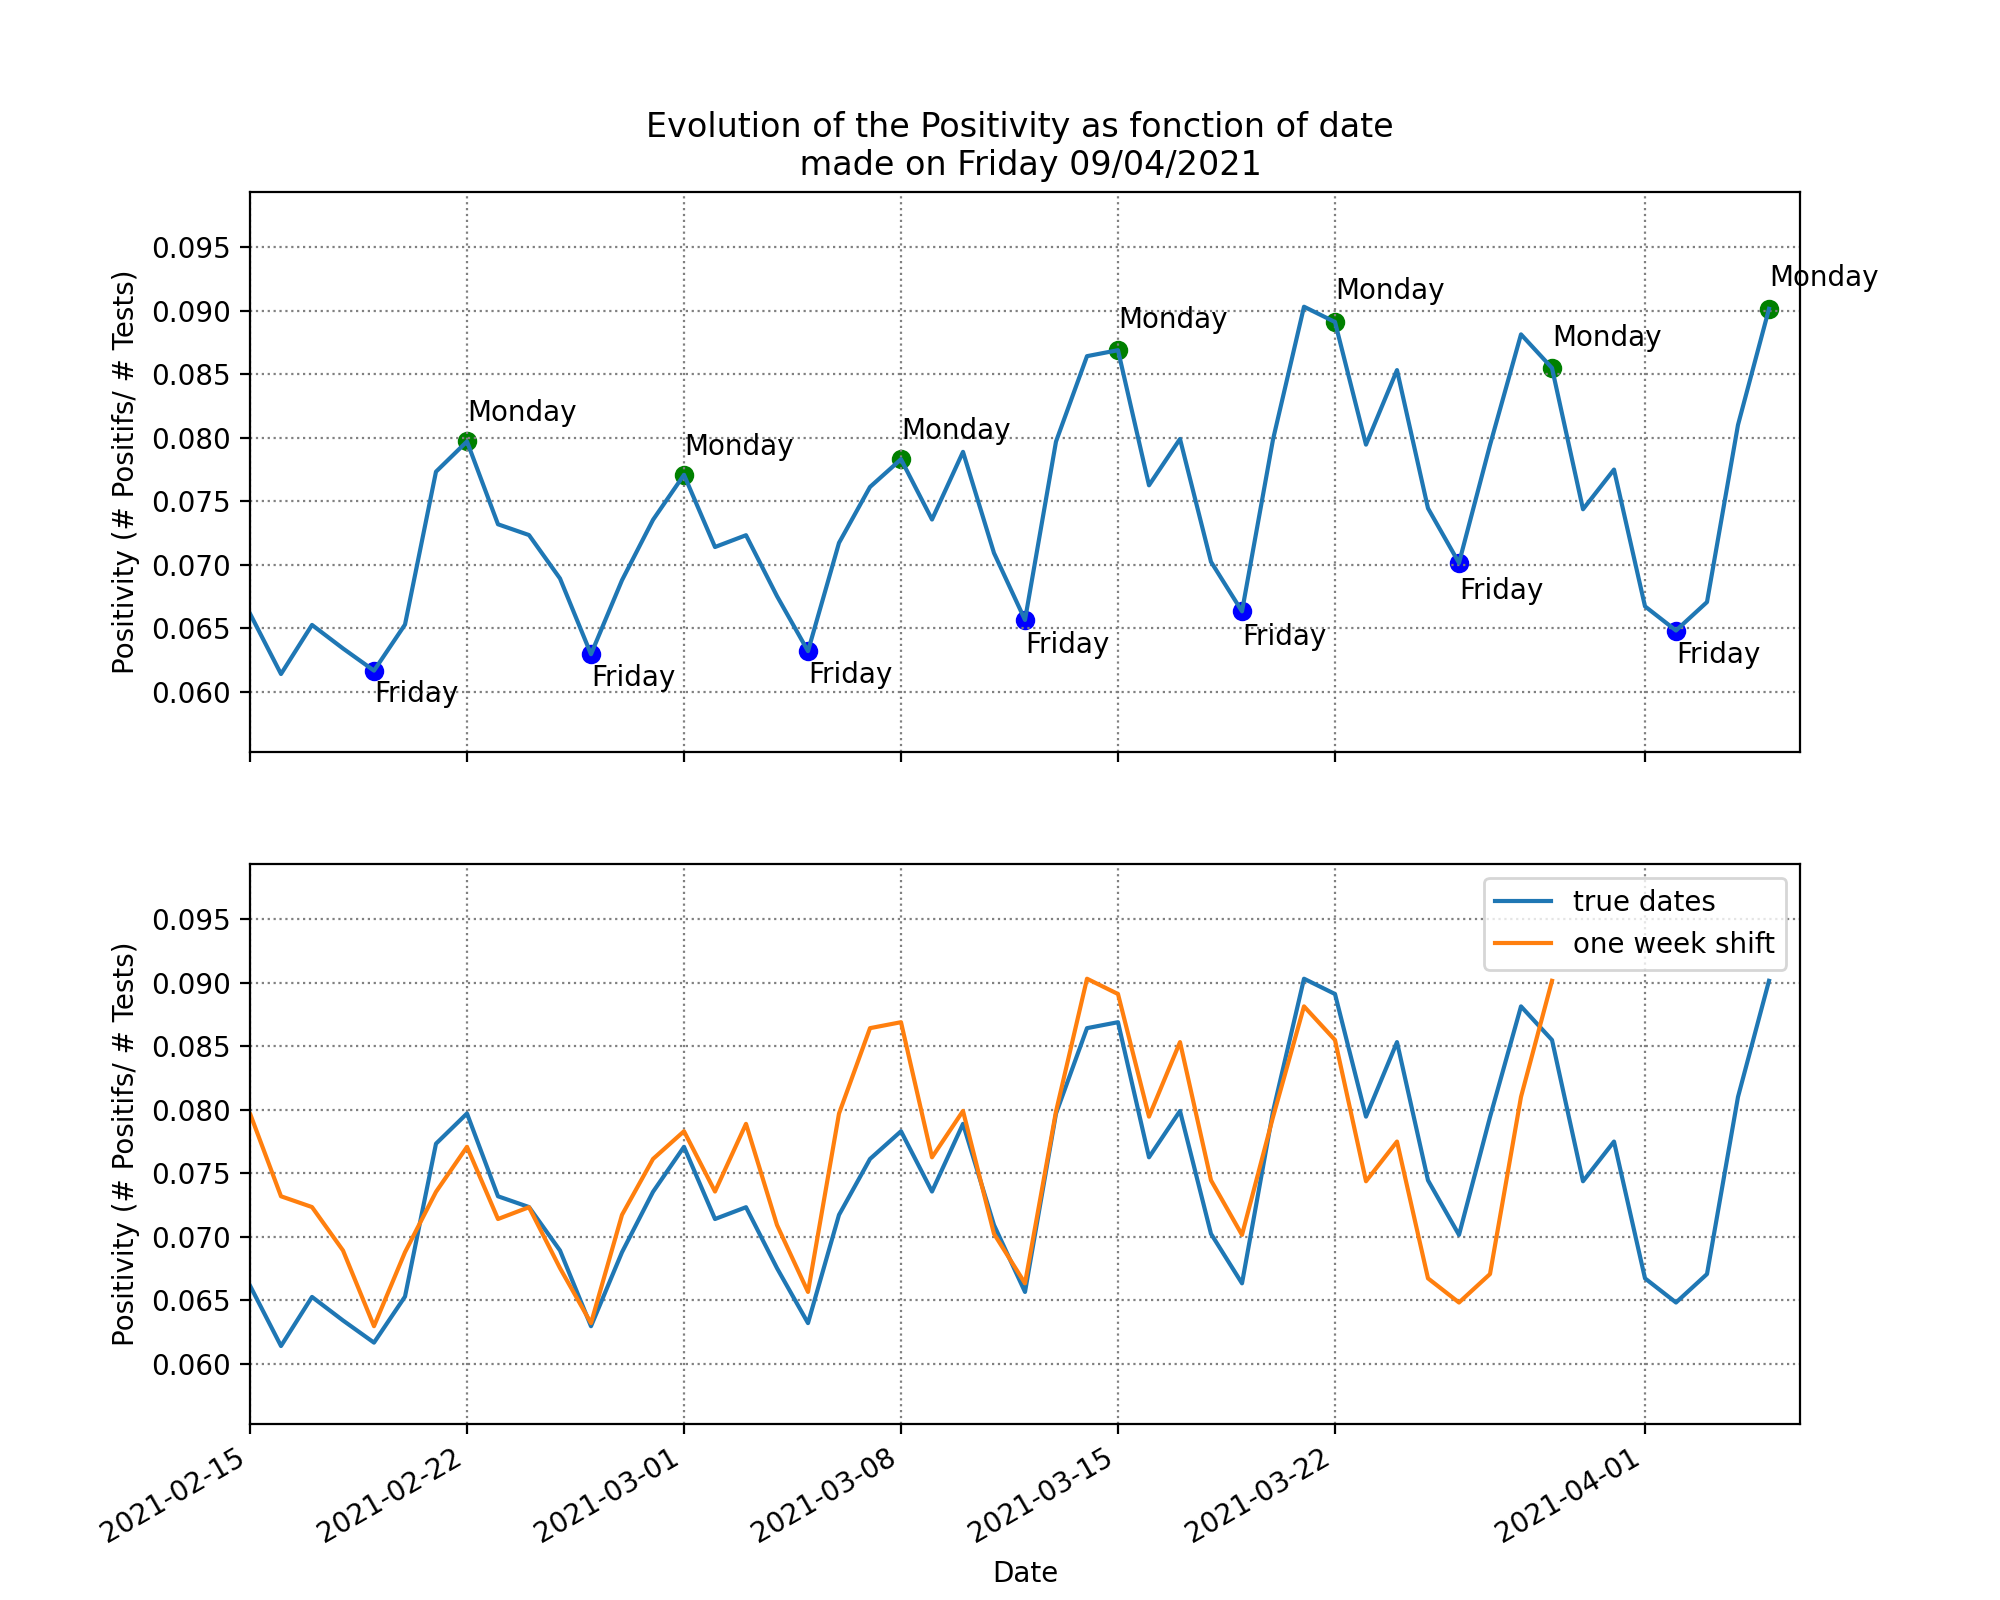 Evolution of the Positivity as fonction of date
made on Friday 09/04/2021
Positivity (# Positifs/ # Tests)
0.095
0.090
0.085
0.080
0.075
0.070
0.065
0.060
Monday
Monday
Monday
Monday
Monday
Monday
Monday
Friday
Friday
Friday
Friday
Friday
Friday
Friday
Positivity (# Positifs/ # Tests)
0.095
0.090
0.085
0.080
0.075
0.070
0.065
0.060
true dates
one week shift
2021-02-15
2021-02-22
2021-03-01
2021-03-08
2021-03-15
2021-03-22
2021-04-01
Date